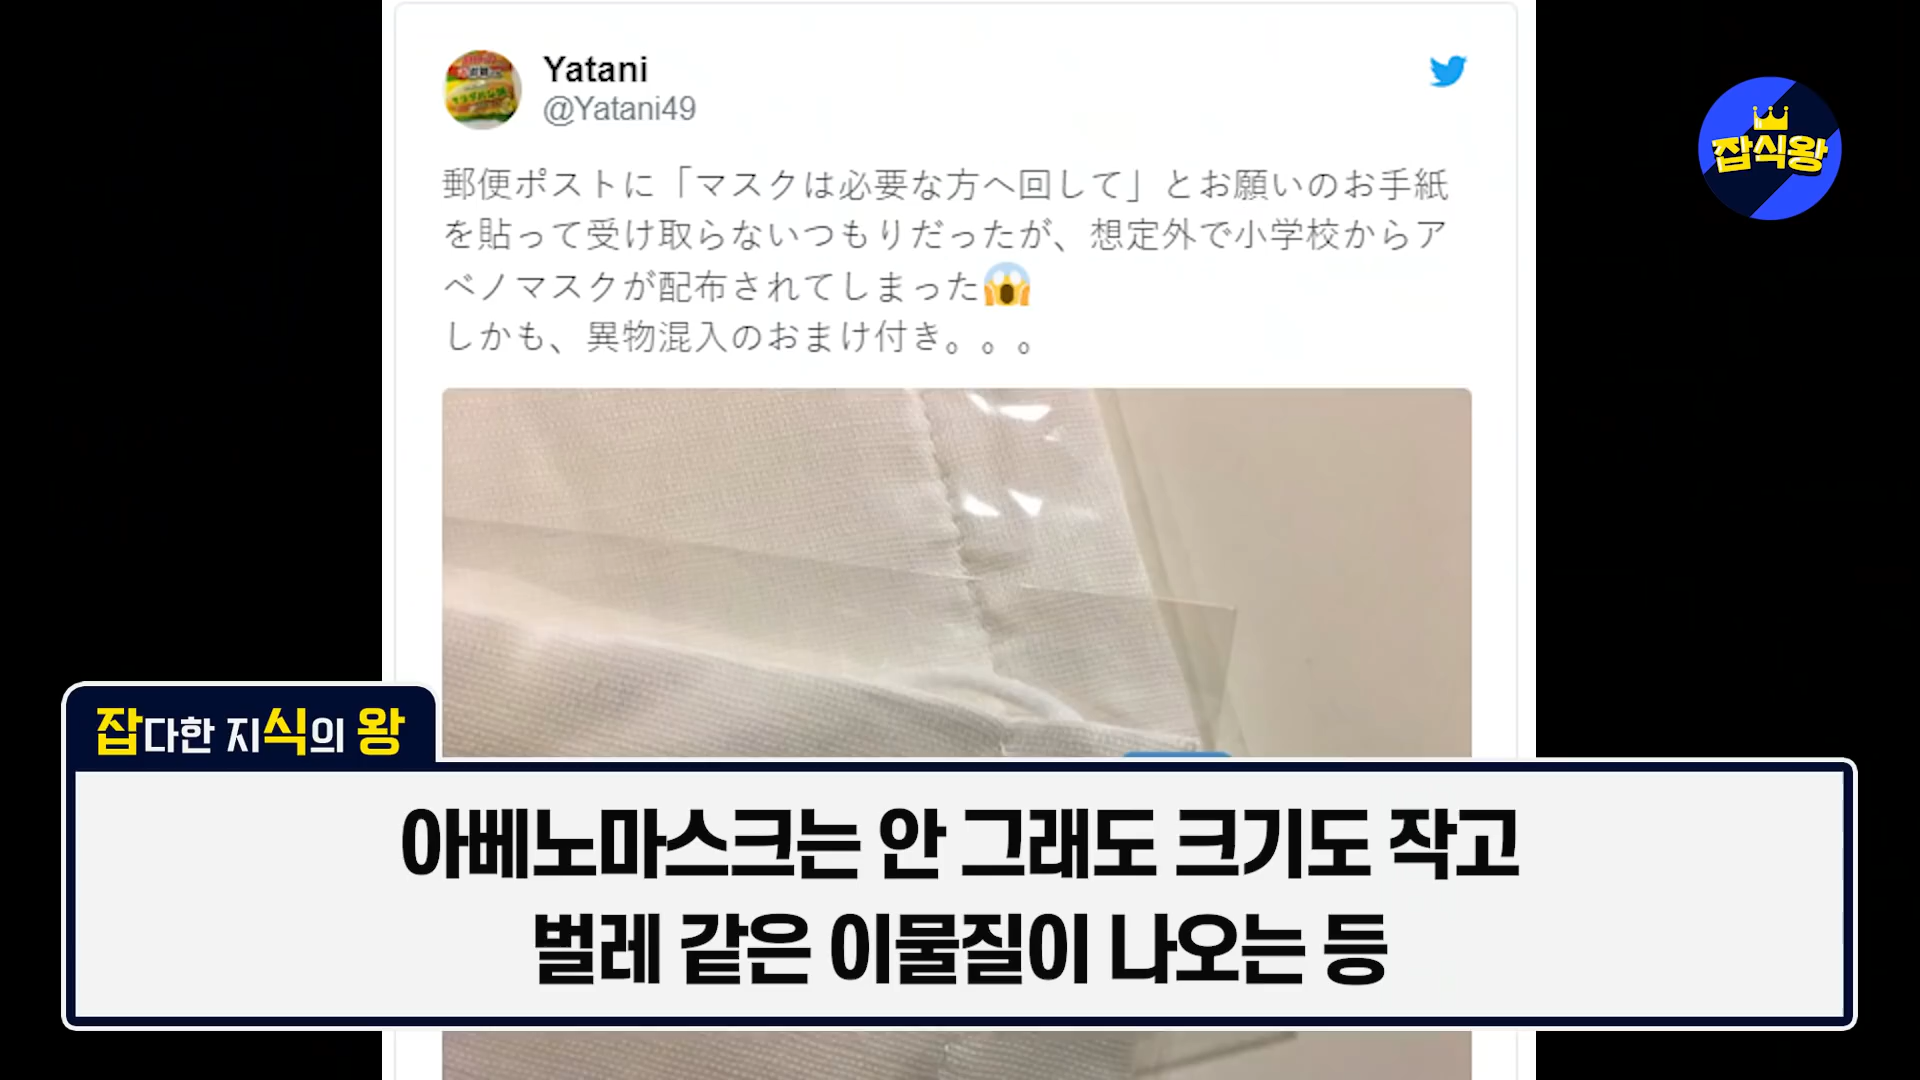 Yatani
@Yatani49
잡식왕
郵便ポストに「マスクは必要な方へ回して」とお願いのお手紙
を貼って受け取らないつもりだったが、想定外で小学校からア
ベノマスクが配布されてしまった😱
しかも、異物混入のおまけ付き。。。
잡다한 지식의 왕
아베노마스크는 안 그래도 크기도 작고
벌레 같은 이물질이 나오는 등